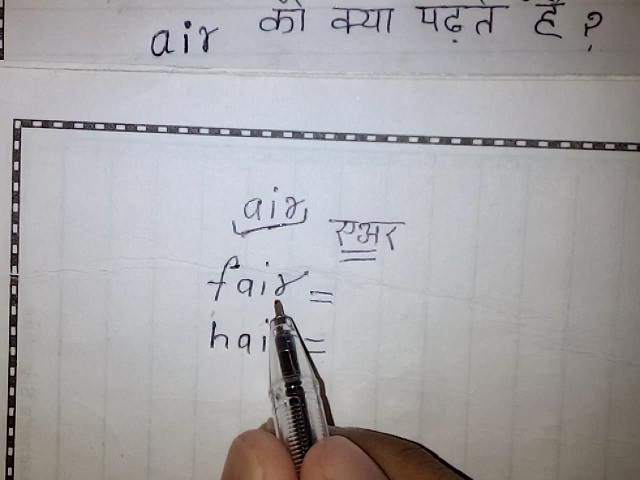 air को क्या पढ़ते हैं ?
air
एअर
fair =
hai =